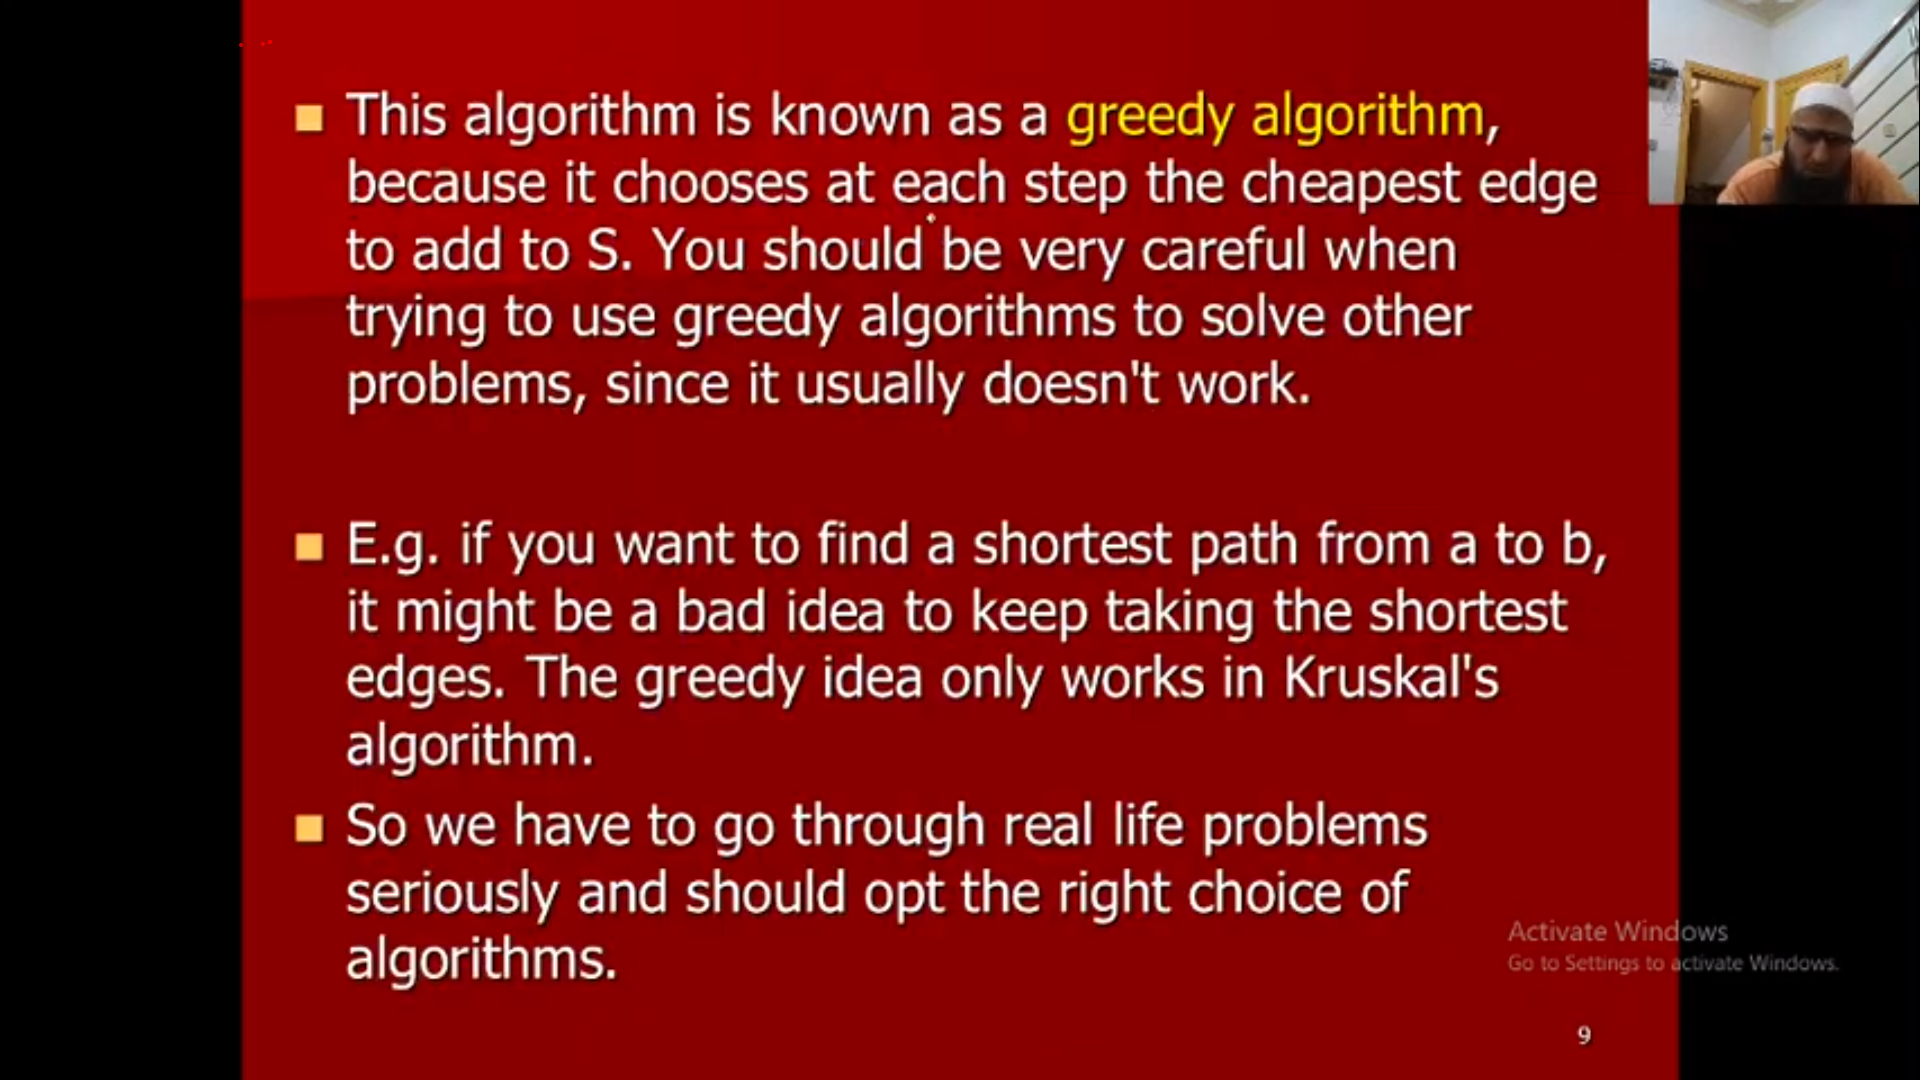 This algorithm is known as a greedy algorithm,
because it chooses at each step the cheapest edge
to add to S. You should be very careful when
trying to use greedy algorithms to solve other
problems, since it usually doesn't work.
E.g. if you want to find a shortest path from a to b,
it might be a bad idea to keep taking the shortest
edges. The greedy idea only works in Kruskal's
algorithm.
So we have to go through real life problems
seriously and should opt the right choice of
algorithms.
Activate Windows
Go to Settings to activate Windows.
9